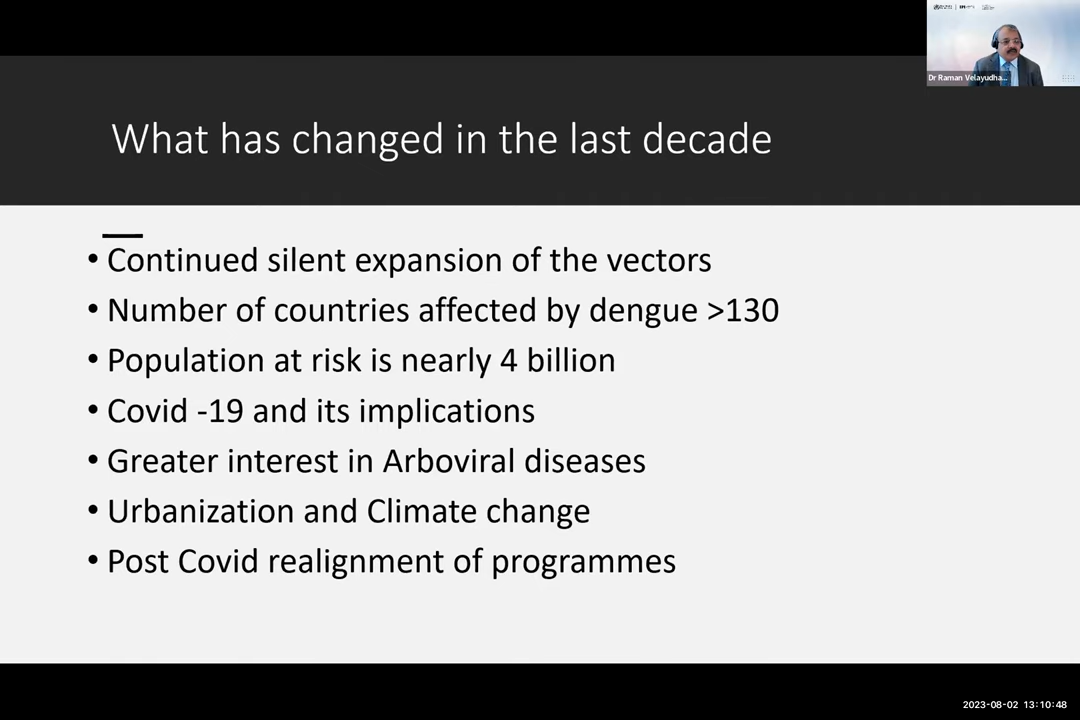 Dr Raman Velayudha...
What has changed in the last decade
• Continued silent expansion of the vectors
• Number of countries affected by dengue >130
• Population at risk is nearly 4 billion
• Covid -19 and its implications
• Greater interest in Arboviral diseases
• Urbanization and Climate change
• Post Covid realignment of programmes
2023-08-02 13:10:48